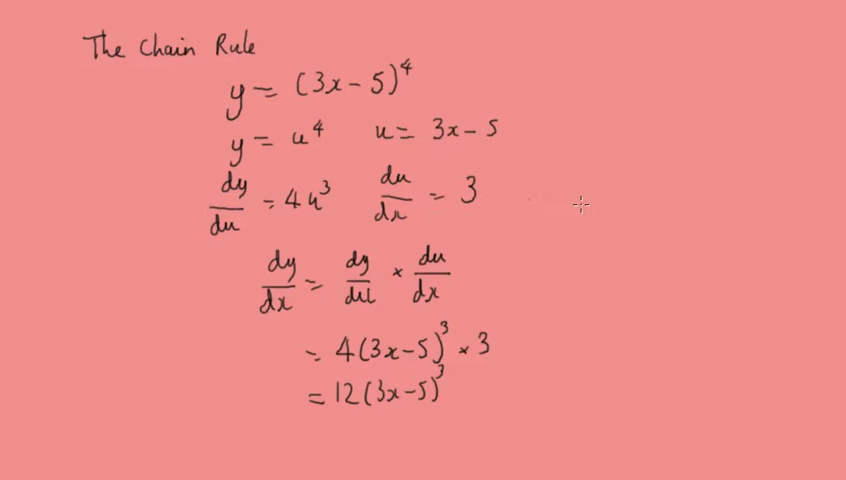 The Chain Rule
y = (3x - 5)^4
y = u^4 u = 3x - 5
dy/du = 4u^3 du/dx = 3
dy/dx = dy/du × du/dx
= 4(3x-5)^3 × 3
= 12(3x-5)^3